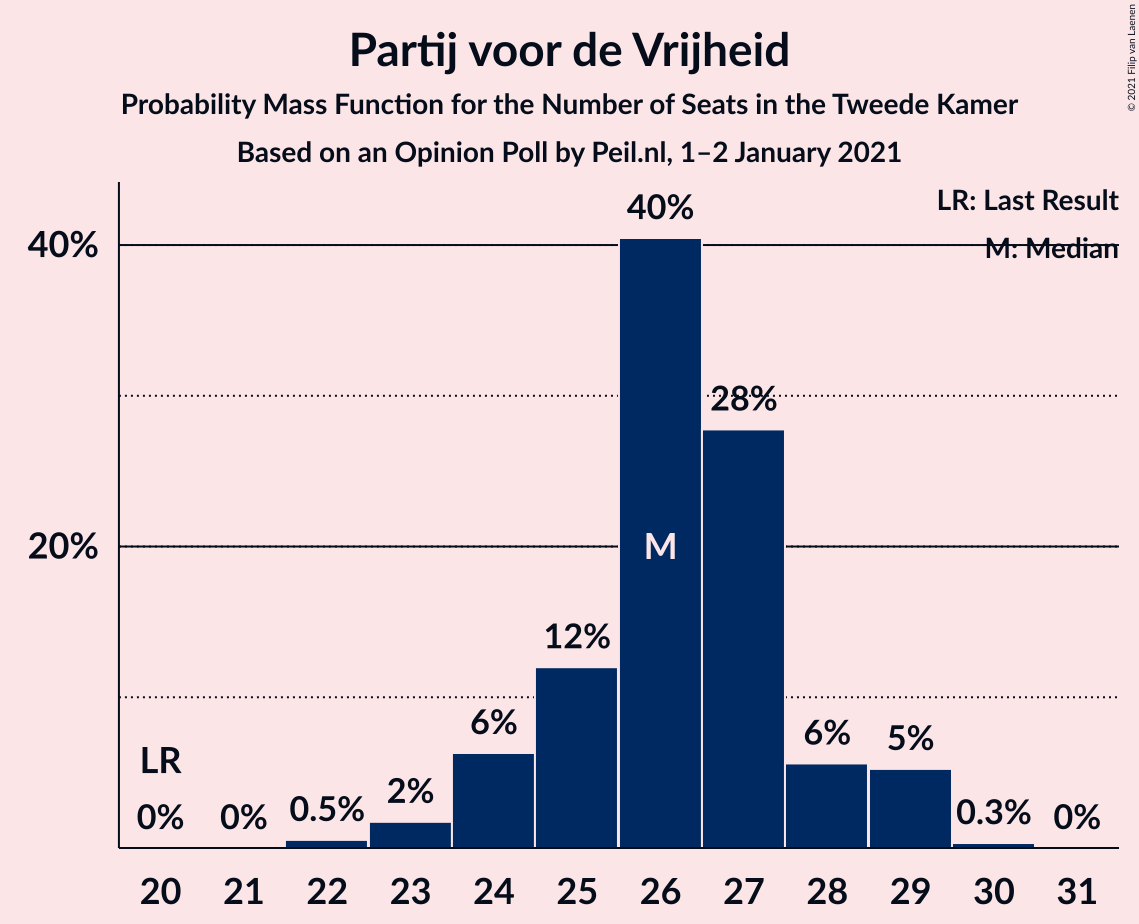 Partij voor de Vrijheid
Probability Mass Function for the Number of Seats in the Tweede Kamer
Based on an Opinion Poll by Peil.nl, 1–2 January 2021
© 2021 Filip van Laenen
LR: Last Result
M: Median
40%
20%
LR
0%
0%
0.5%
2%
6%
12%
40%
M
28%
6%
5%
0.3%
0%
20 21 22 23 24 25 26 27 28 29 30 31